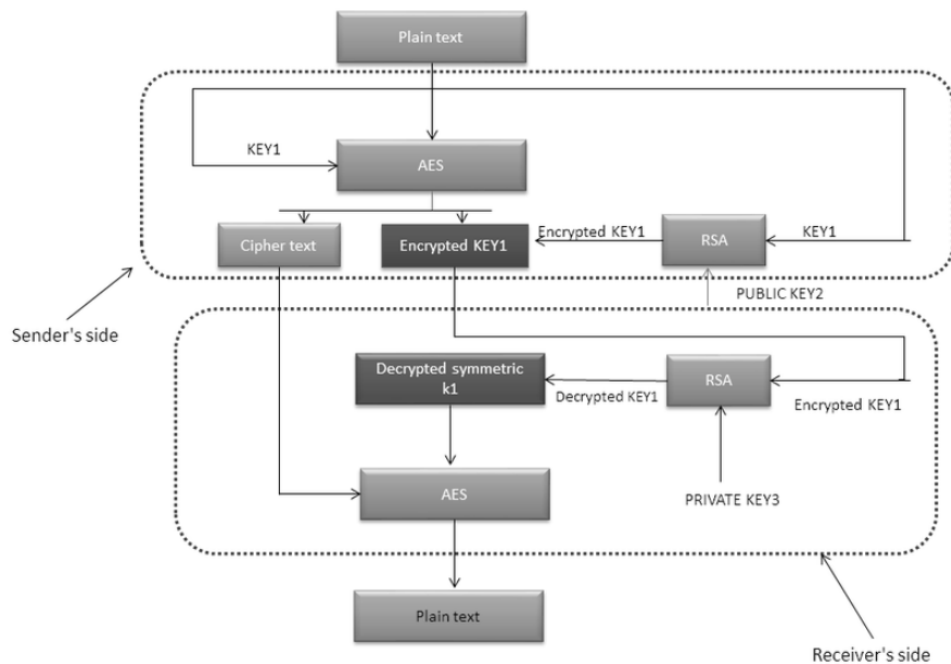 Plain text
KEY1
AES
Cipher text
Encrypted KEY1
Encrypted KEY1
RSA
KEY1
PUBLIC KEY2
Sender's side
Decrypted symmetric
k1
Decrypted KEY1
RSA
Encrypted KEY1
AES
PRIVATE KEY3
Plain text
Receiver's side